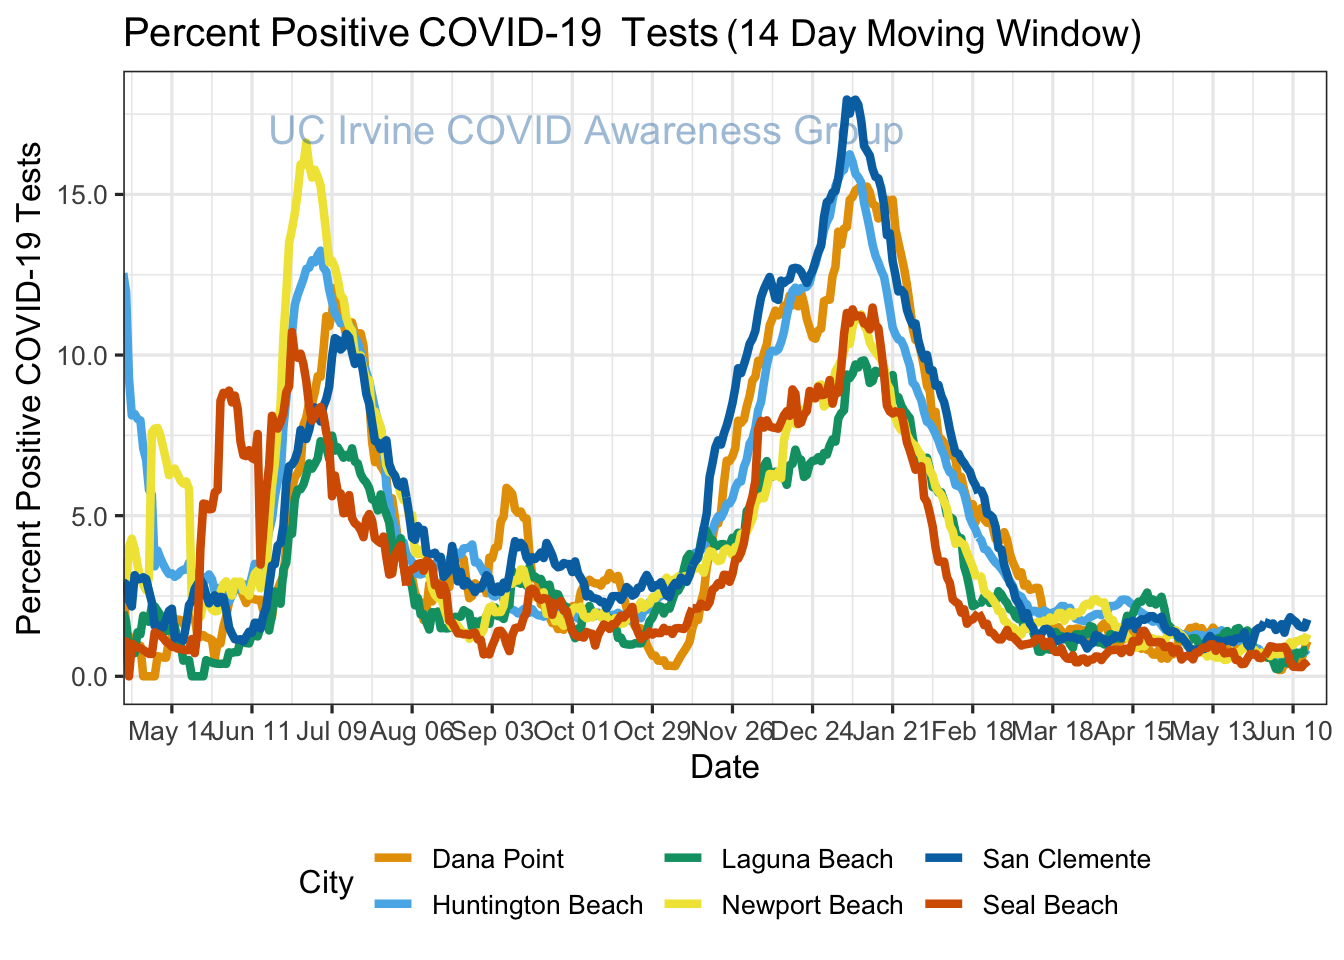 Percent Positive COVID-19 Tests (14 Day Moving Window)
UC Irvine COVID Awareness Group
Percent Positive COVID-19 Tests
15.0
10.0
5.0
0.0
May 14 Jun 11 Jul 09 Aug 06 Sep 03 Oct 01 Oct 29 Nov 26 Dec 24 Jan 21 Feb 18 Mar 18 Apr 15 May 13 Jun 10
Date
City
Dana Point Laguna Beach San Clemente
Huntington Beach Newport Beach Seal Beach